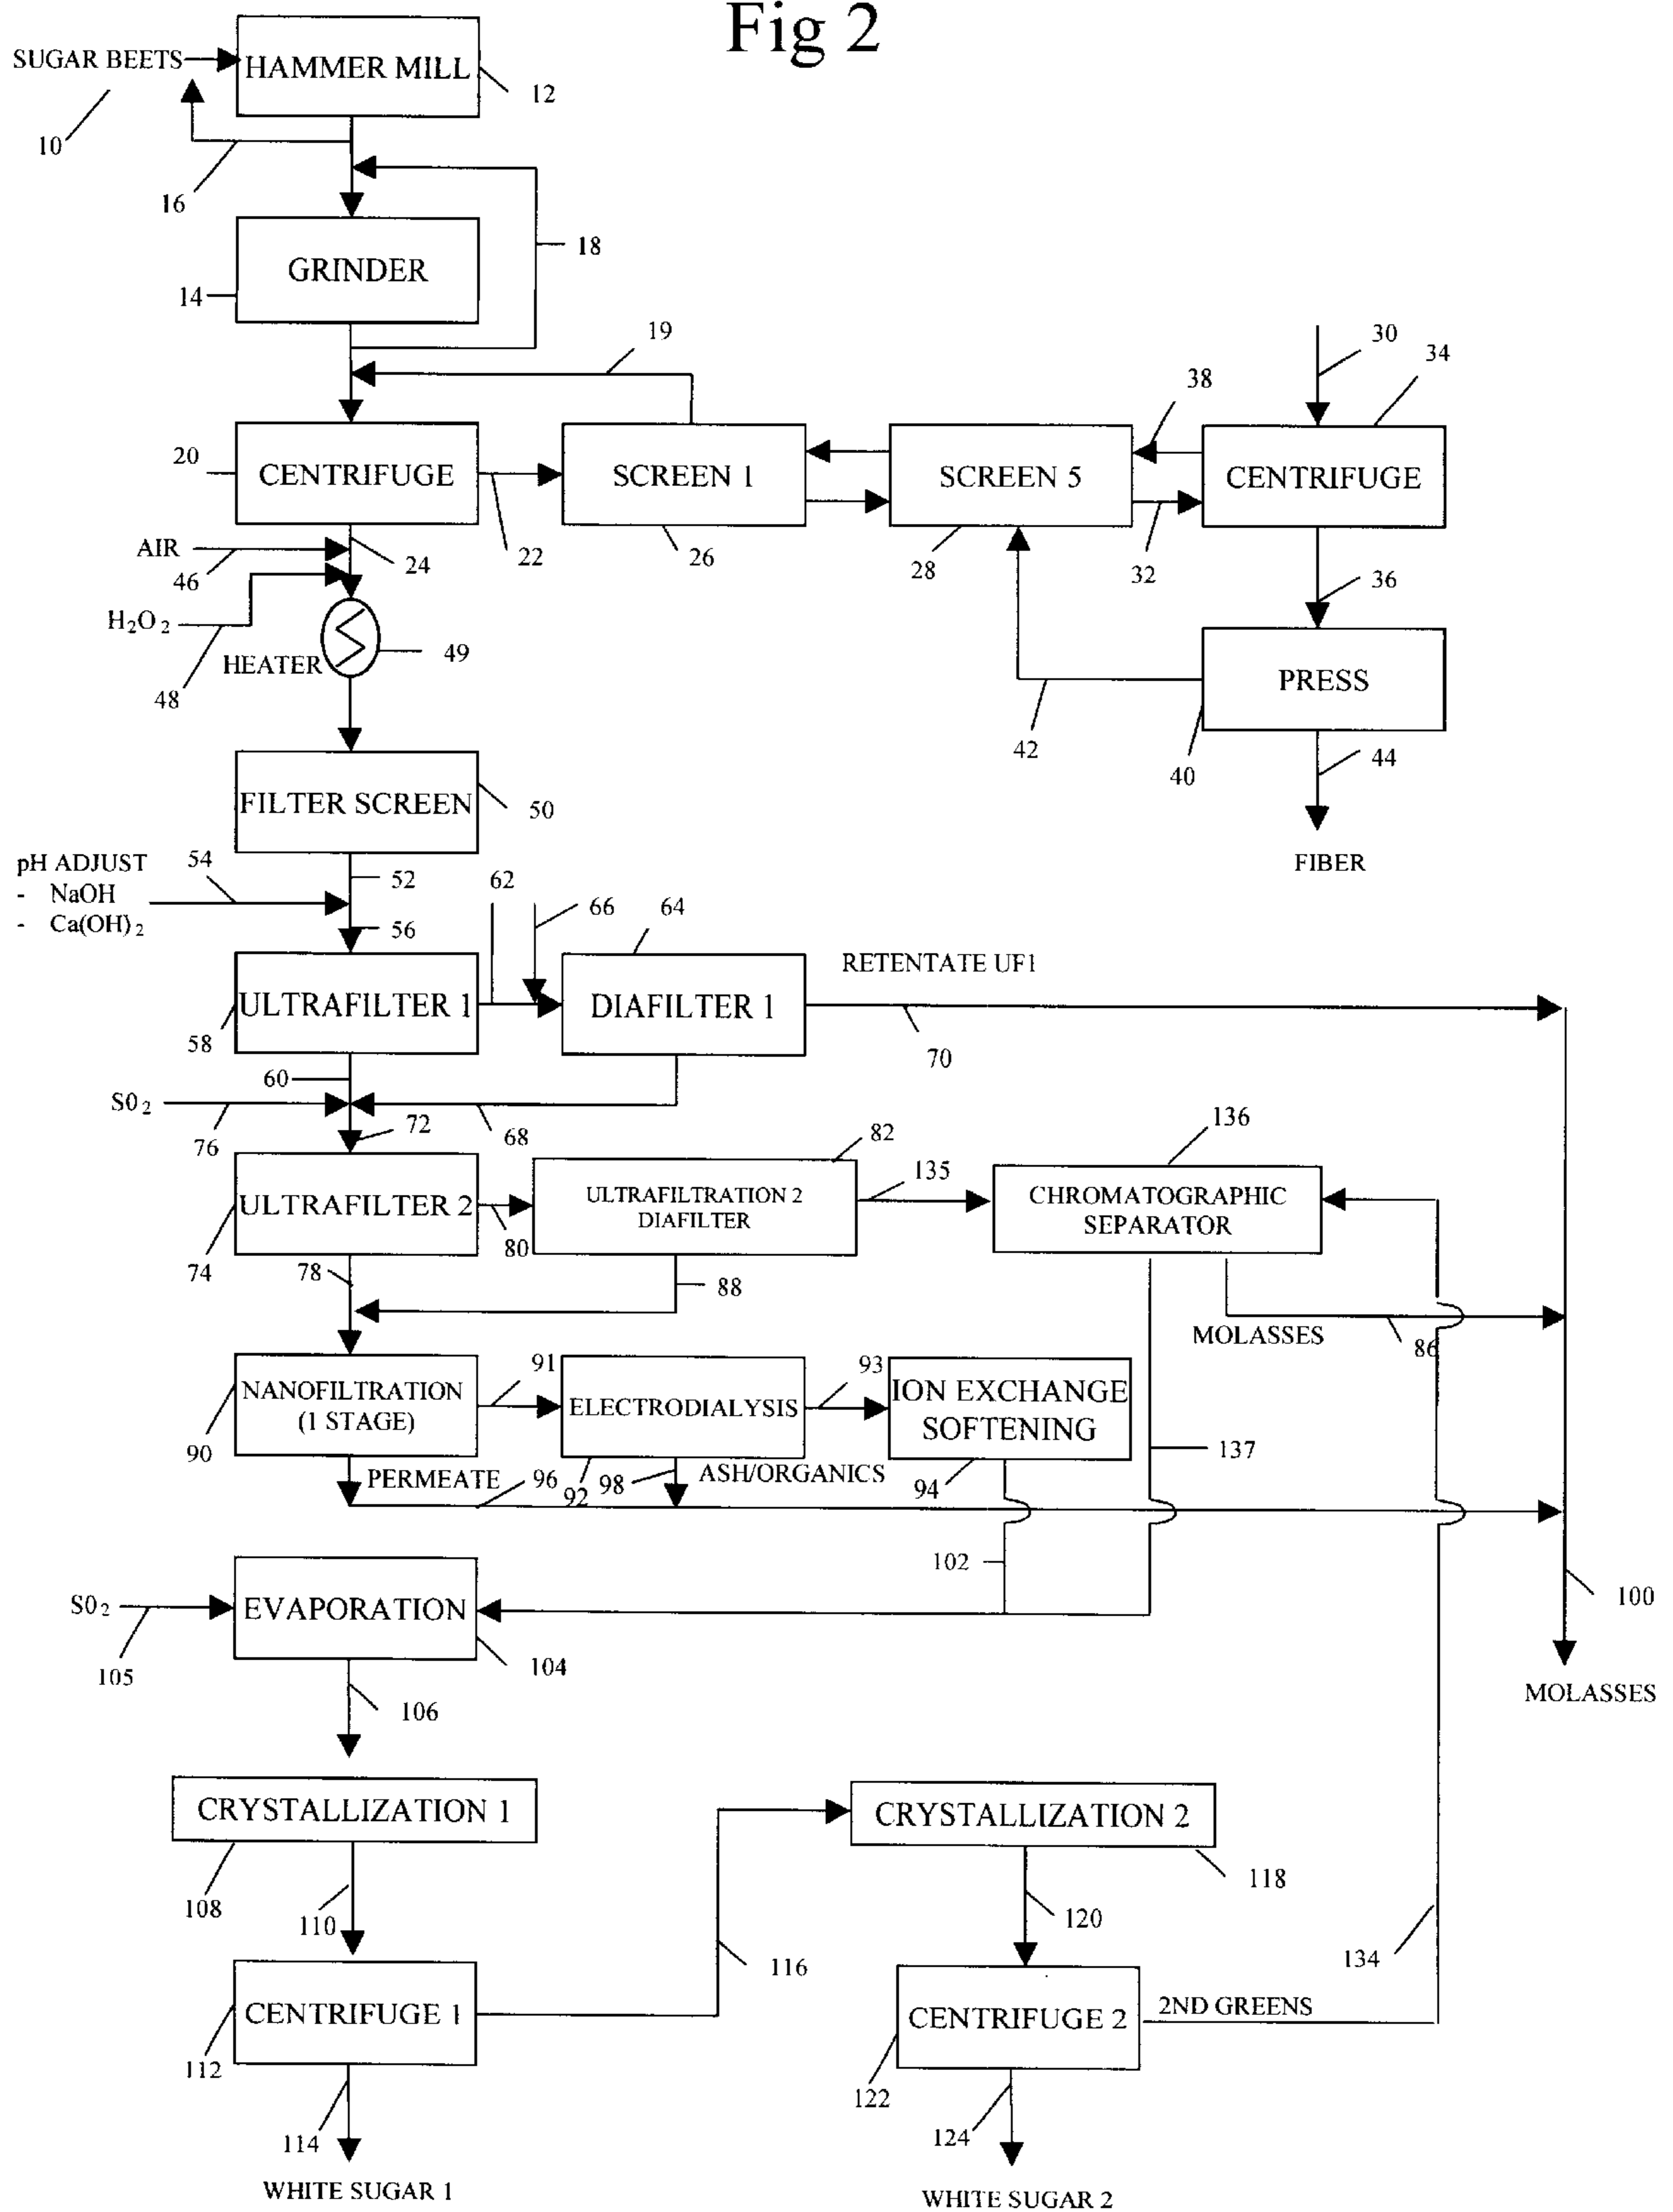 Fig 2
SUGAR BEETS
HAMMER MILL
12
10
16
18
GRINDER
14
19
30
34
38
20
CENTRIFUGE
SCREEN 1
SCREEN 5
CENTRIFUGE
22
26
28
32
AIR
46
24
36
H₂O₂
48
HEATER
49
PRESS
42
40
44
FILTER SCREEN
50
FIBER
pH ADJUST
- NaOH
- Ca(OH)₂
54
52
62
66
64
56
RETENTATE UF1
ULTRAFILTER 1
DIAFILTER 1
58
70
60
S0₂
76
72
68
82
135
136
ULTRAFILTER 2
ULTRAFILTRATION 2
DIAFILTER
CHROMATOGRAPHIC
SEPARATOR
74
80
78
88
MOLASSES
86
91
93
NANOFILTRATION
(1 STAGE)
ELECTRODIALYSIS
ION EXCHANGE
SOFTENING
137
90
PERMEATE
96
92
98
ASH/ORGANICS
94
102
S0₂
EVAPORATION
100
105
104
106
MOLASSES
CRYSTALLIZATION 1
CRYSTALLIZATION 2
108
118
110
120
116
134
CENTRIFUGE 1
CENTRIFUGE 2
2ND GREENS
112
122
114
124
WHITE SUGAR 1
WHITE SUGAR 2